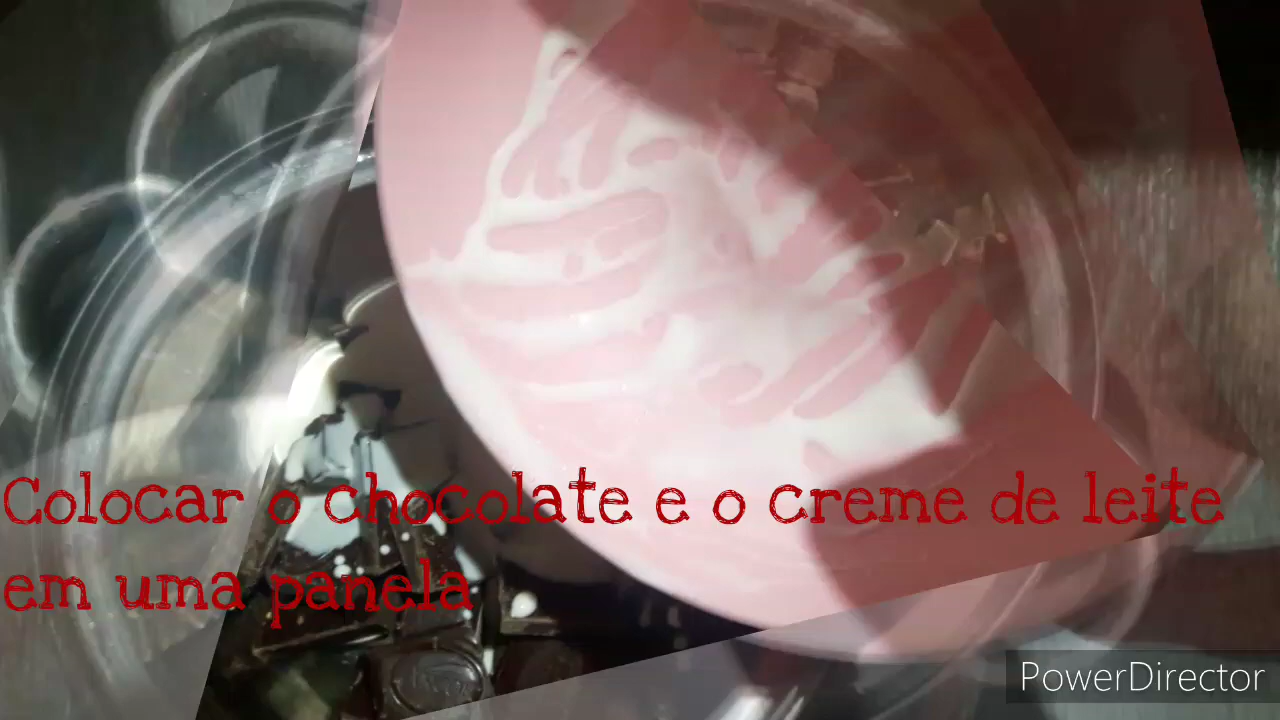 Colocar o chocolate e o creme de leite
em uma panela
PowerDirector